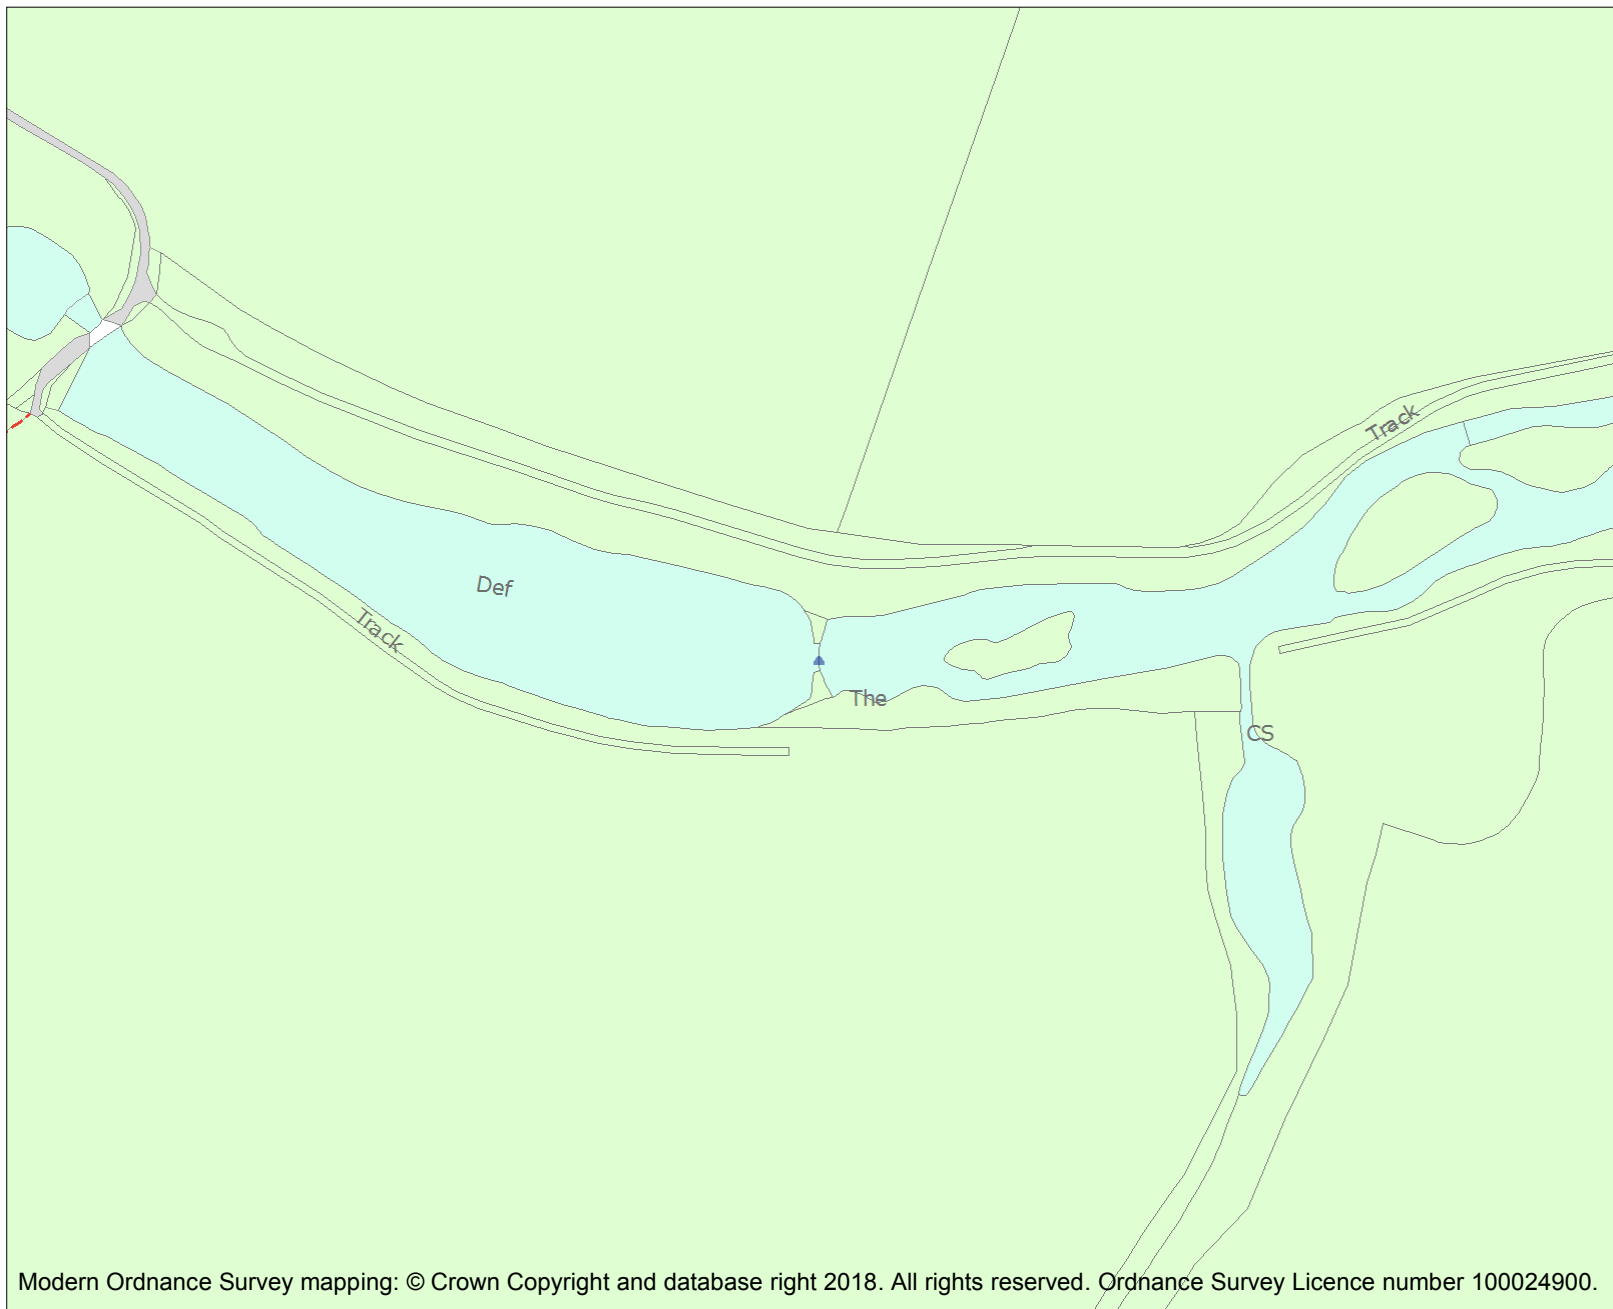 Track
Def
Track
The
CS
Modern Ordnance Survey mapping: © Crown Copyright and database right 2018. All rights reserved. Ordnance Survey Licence number 100024900.